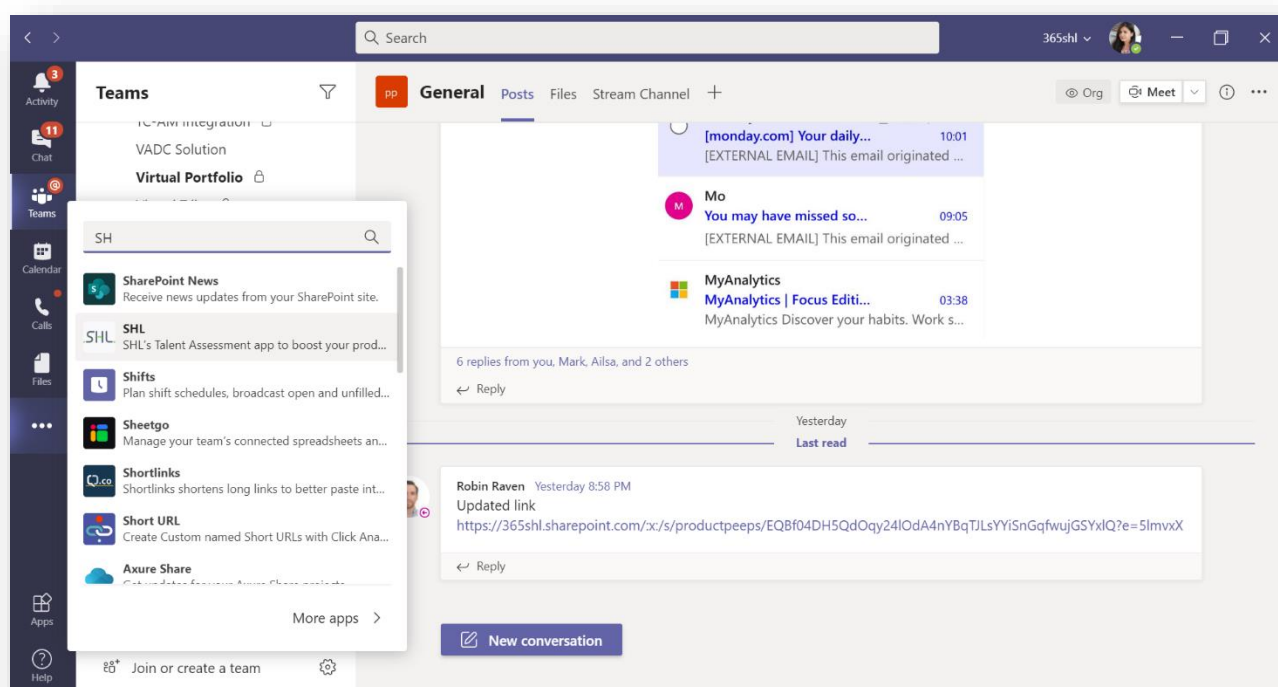 Search
365shl
3
Activity
Teams
PP
General Posts Files Stream Channel
Org
Meet
TC-AM Integration
VADC Solution
Virtual Portfolio
11
Chat
@
Teams
Calendar
Calls
Files
Apps
Help
SH
SharePoint News
Receive news updates from your SharePoint site.
SHL
SHL
SHL's Talent Assessment app to boost your prod...
Shifts
Plan shift schedules, broadcast open and unfilled...
Sheetgo
Manage your team's connected spreadsheets an...
.co
Shortlinks
Shortlinks shortens long links to better paste int...
Short URL
Create Custom named Short URLs with Click Ana...
Axure Share
More apps
Join or create a team
[monday.com] Your daily... 10:01
[EXTERNAL EMAIL] This email originated ...
M
Mo
You may have missed so... 09:05
[EXTERNAL EMAIL] This email originated ...
MyAnalytics
MyAnalytics | Focus Editi... 03:38
MyAnalytics Discover your habits. Work s...
6 replies from you, Mark, Ailsa, and 2 others
Reply
Yesterday
Last read
Robin Raven Yesterday 8:58 PM
Updated link
https://365shl.sharepoint.com/:x:/s/productpeeps/EQBf04DH5QdOqy24lOdA4nYBqTJLsYYiSnGqfwujGSYxlQ?e=5lmvxX
Reply
New conversation